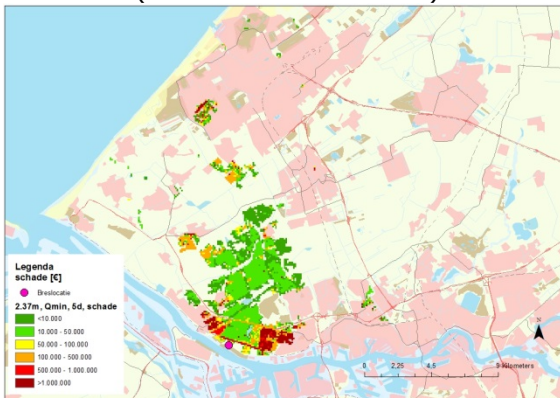 Legenda
schade [€]
Breslocatie
2.37m, Qmin, 5d, schade
<10.000
10.000 - 50.000
50.000 - 100.000
100.000 - 500.000
500.000 - 1.000.000
>1.000.000
N
0 2,25 4,5 9 Kilometers